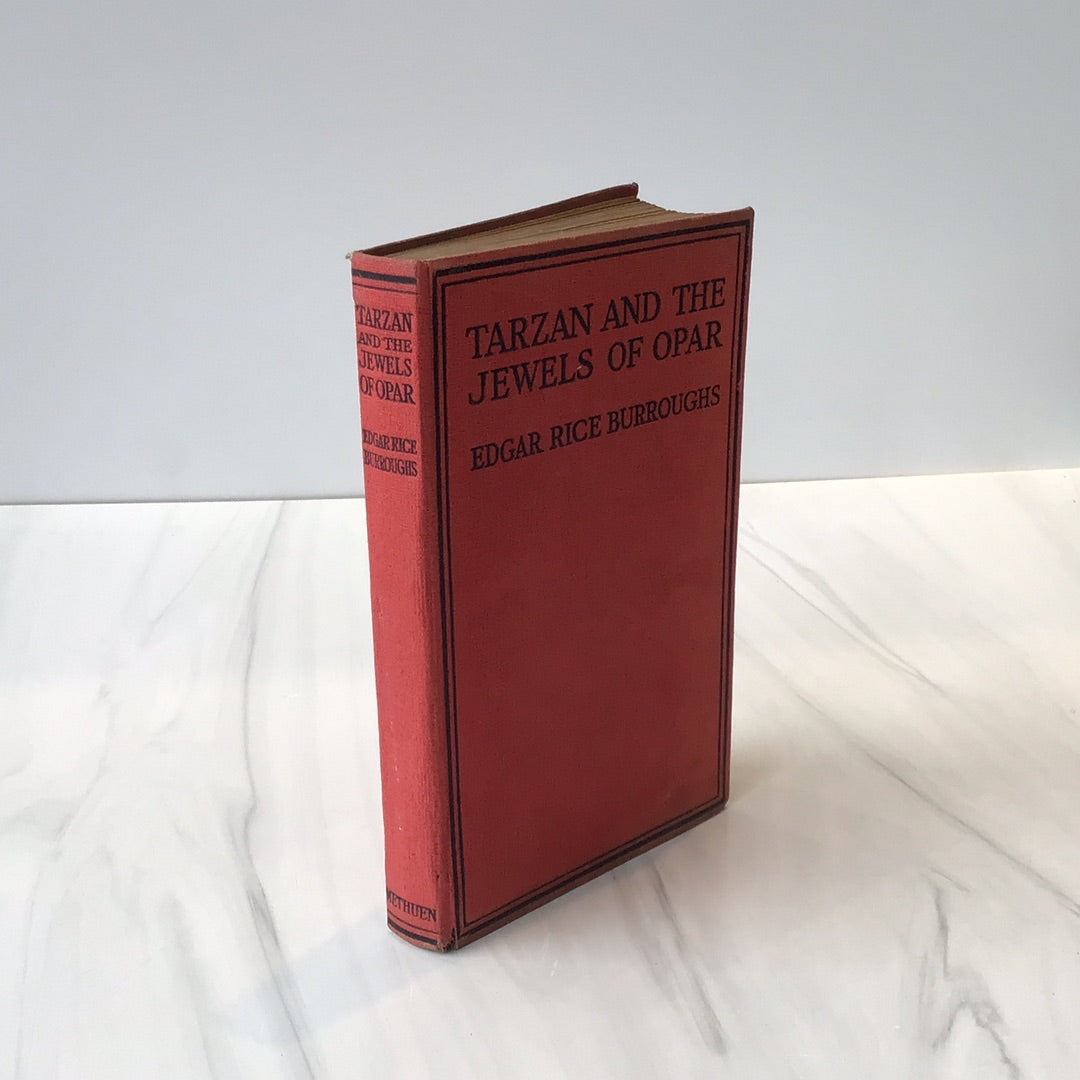 TARZAN
AND THE
JEWELS
OF OPAR
EDGAR RICE
BURROUGHS
METHUEN
TARZAN AND THE
JEWELS OF OPAR
EDGAR RICE BURROUGHS